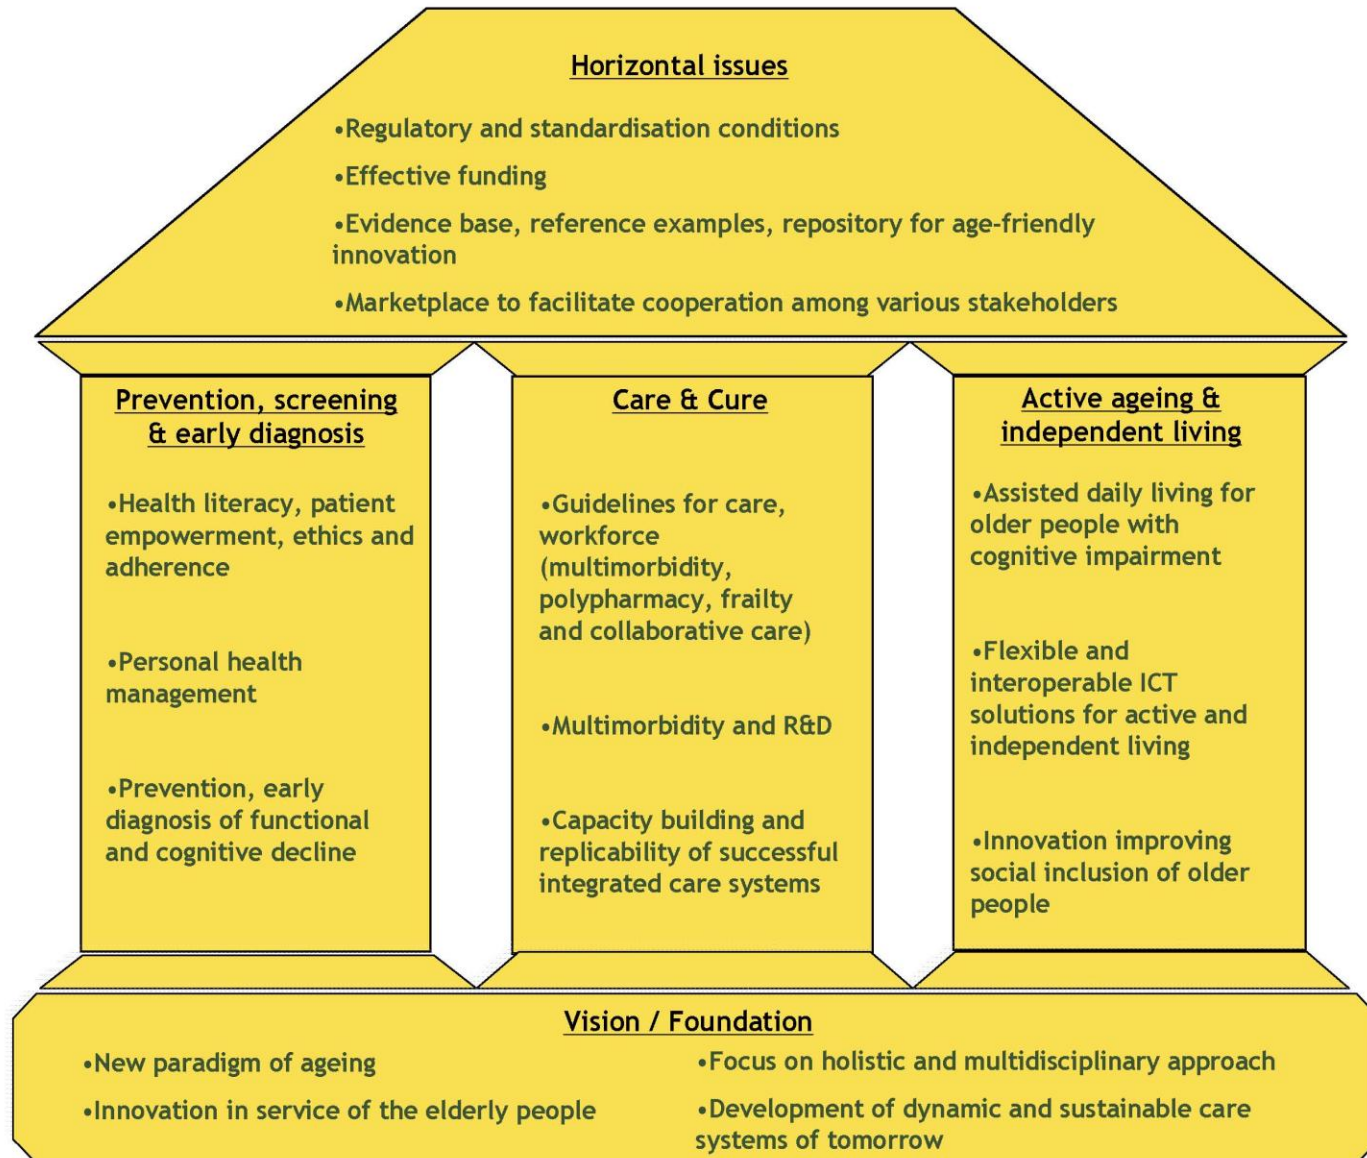 Horizontal issues
•Regulatory and standardisation conditions
•Effective funding
•Evidence base, reference examples, repository for age-friendly
innovation
•Marketplace to facilitate cooperation among various stakeholders
Prevention, screening
& early diagnosis
•Health literacy, patient
empowerment, ethics and
adherence
•Personal health
management
•Prevention, early
diagnosis of functional
and cognitive decline
Care & Cure
•Guidelines for care,
workforce
(multimorbidity,
polypharmacy, frailty
and collaborative care)
•Multimorbidity and R&D
•Capacity building and
replicability of successful
integrated care systems
Active ageing &
independent living
•Assisted daily living for
older people with
cognitive impairment
•Flexible and
interoperable ICT
solutions for active and
independent living
•Innovation improving
social inclusion of older
people
Vision / Foundation
•New paradigm of ageing
•Innovation in service of the elderly people
•Focus on holistic and multidisciplinary approach
•Development of dynamic and sustainable care
systems of tomorrow